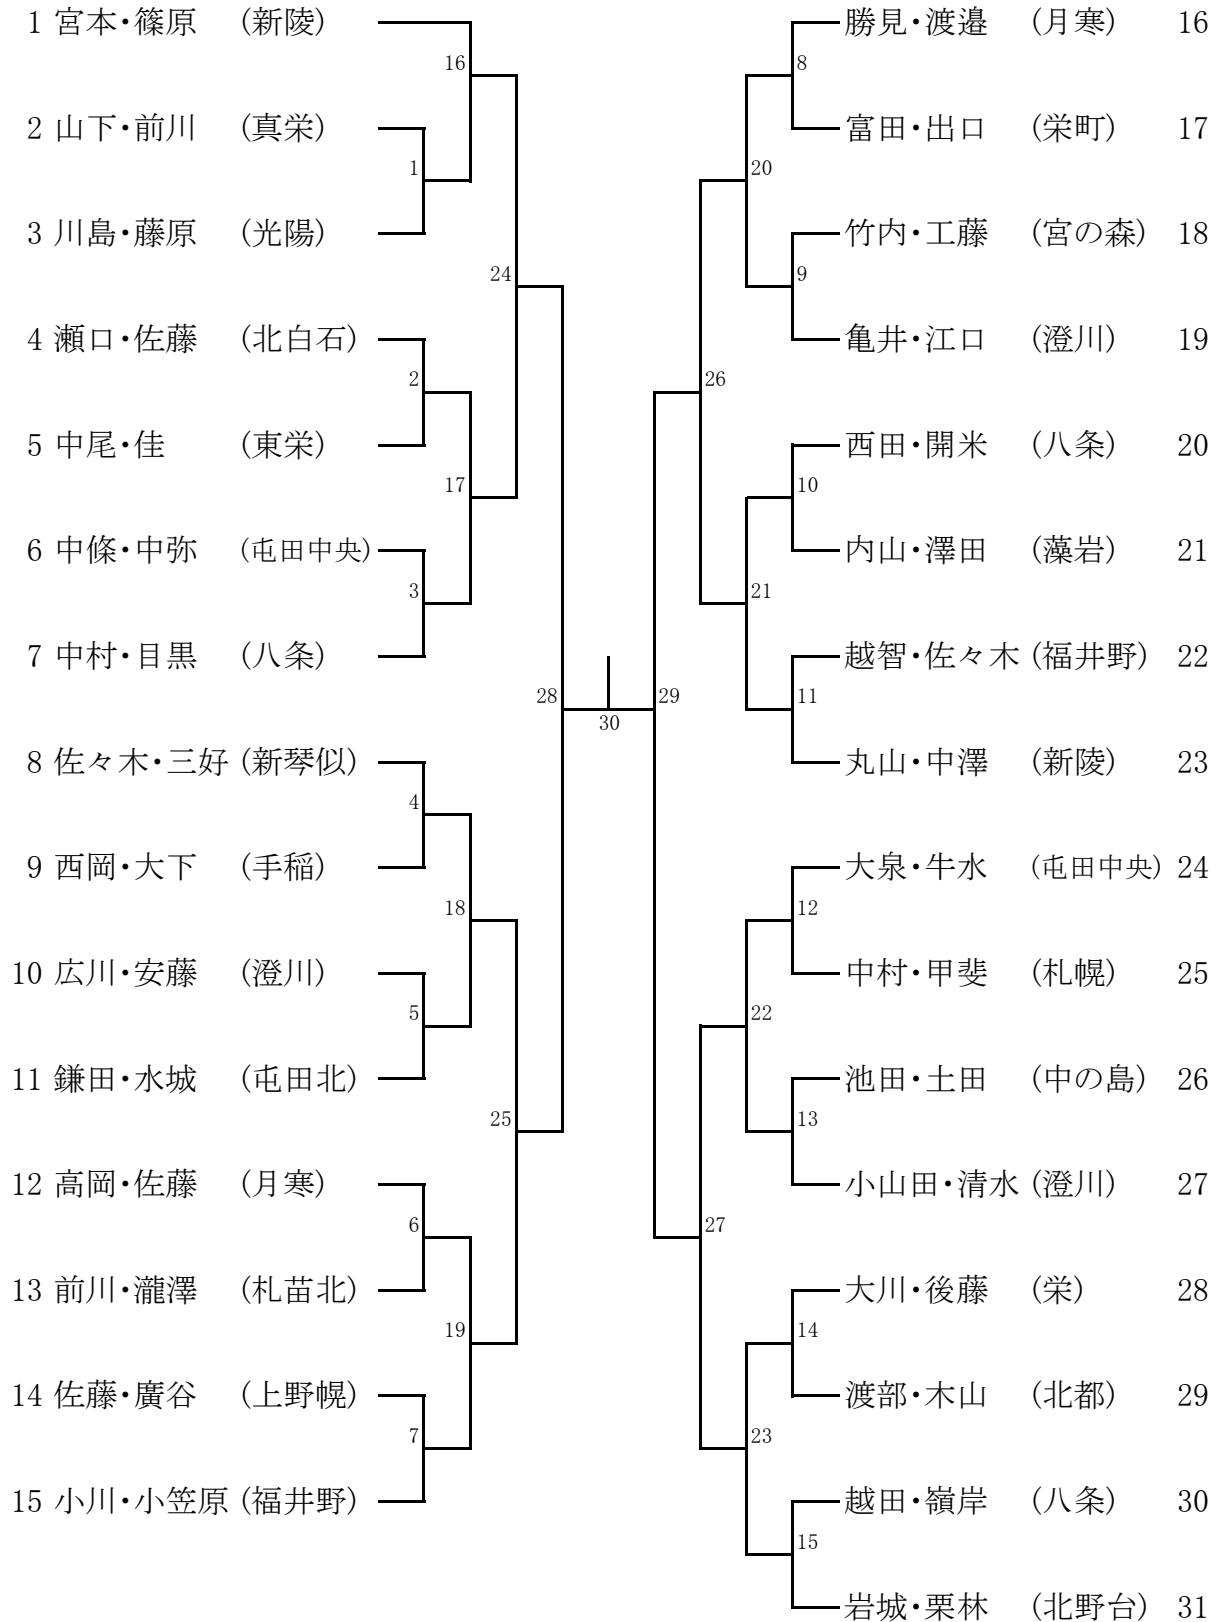 1 宮本・篠原 (新陵)
16
2 山下・前川 (真栄)
1
3 川島・藤原 (光陽)
24
4 瀬口・佐藤 (北白石)
2
5 中尾・佳 (東栄)
17
6 中條・中弥 (屯田中央)
3
7 中村・目黒 (八条)
28
8 佐々木・三好 (新琴似)
4
9 西岡・大下 (手稲)
18
10 広川・安藤 (澄川)
5
11 鎌田・水城 (屯田北)
25
12 高岡・佐藤 (月寒)
6
13 前川・瀧澤 (札苗北)
19
14 佐藤・廣谷 (上野幌)
7
15 小川・小笠原 (福井野)
30
勝見・渡邉 (月寒) 16
8
富田・出口 (栄町) 17
20
竹内・工藤 (宮の森) 18
9
亀井・江口 (澄川) 19
26
西田・開米 (八条) 20
10
内山・澤田 (藻岩) 21
21
越智・佐々木 (福井野) 22
11
29
丸山・中澤 (新陵) 23
大泉・牛水 (屯田中央) 24
12
中村・甲斐 (札幌) 25
22
池田・土田 (中の島) 26
13
小山田・清水 (澄川) 27
27
大川・後藤 (栄) 28
14
渡部・木山 (北都) 29
23
越田・嶺岸 (八条) 30
15
岩城・栗林 (北野台) 31